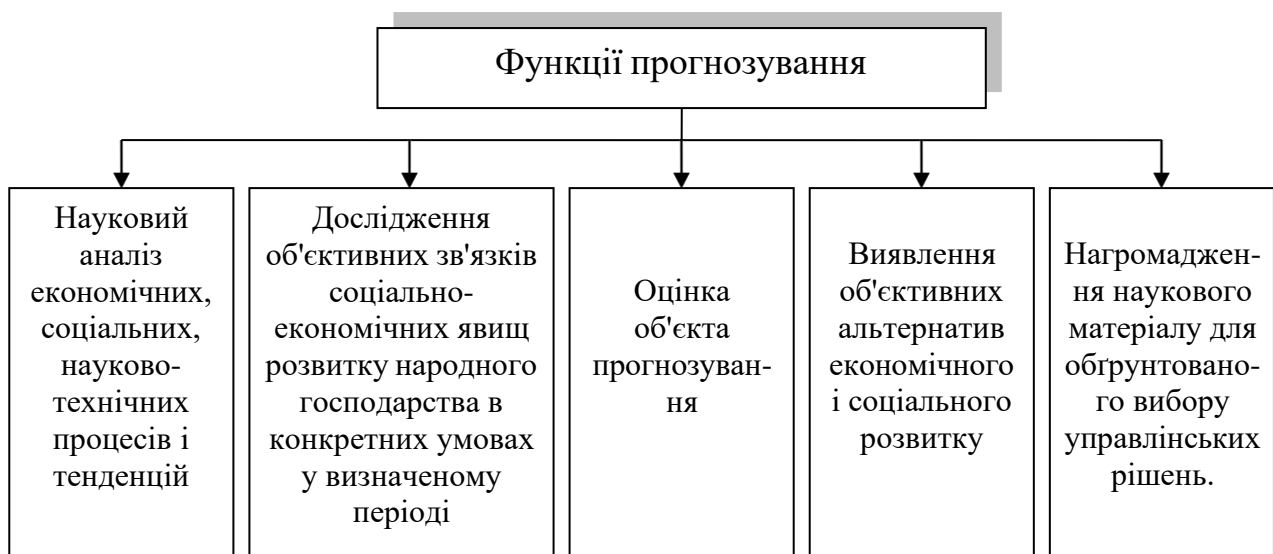 Функції прогнозування
Науковий
аналіз
економічних,
соціальних,
науково-
технічних
процесів і
тенденцій
Дослідження
об'єктивних зв'язків
соціально-
економічних явищ
розвитку народного
господарства в
конкретних умовах
у визначеному
періоді
Оцінка
об'єкта
прогнозуван-
ня
Виявлення
об'єктивних
альтернатив
економічного
і соціального
розвитку
Нагромаджен-
ня наукового
матеріалу для
обґрунтовано-
го вибору
управлінських
рішень.